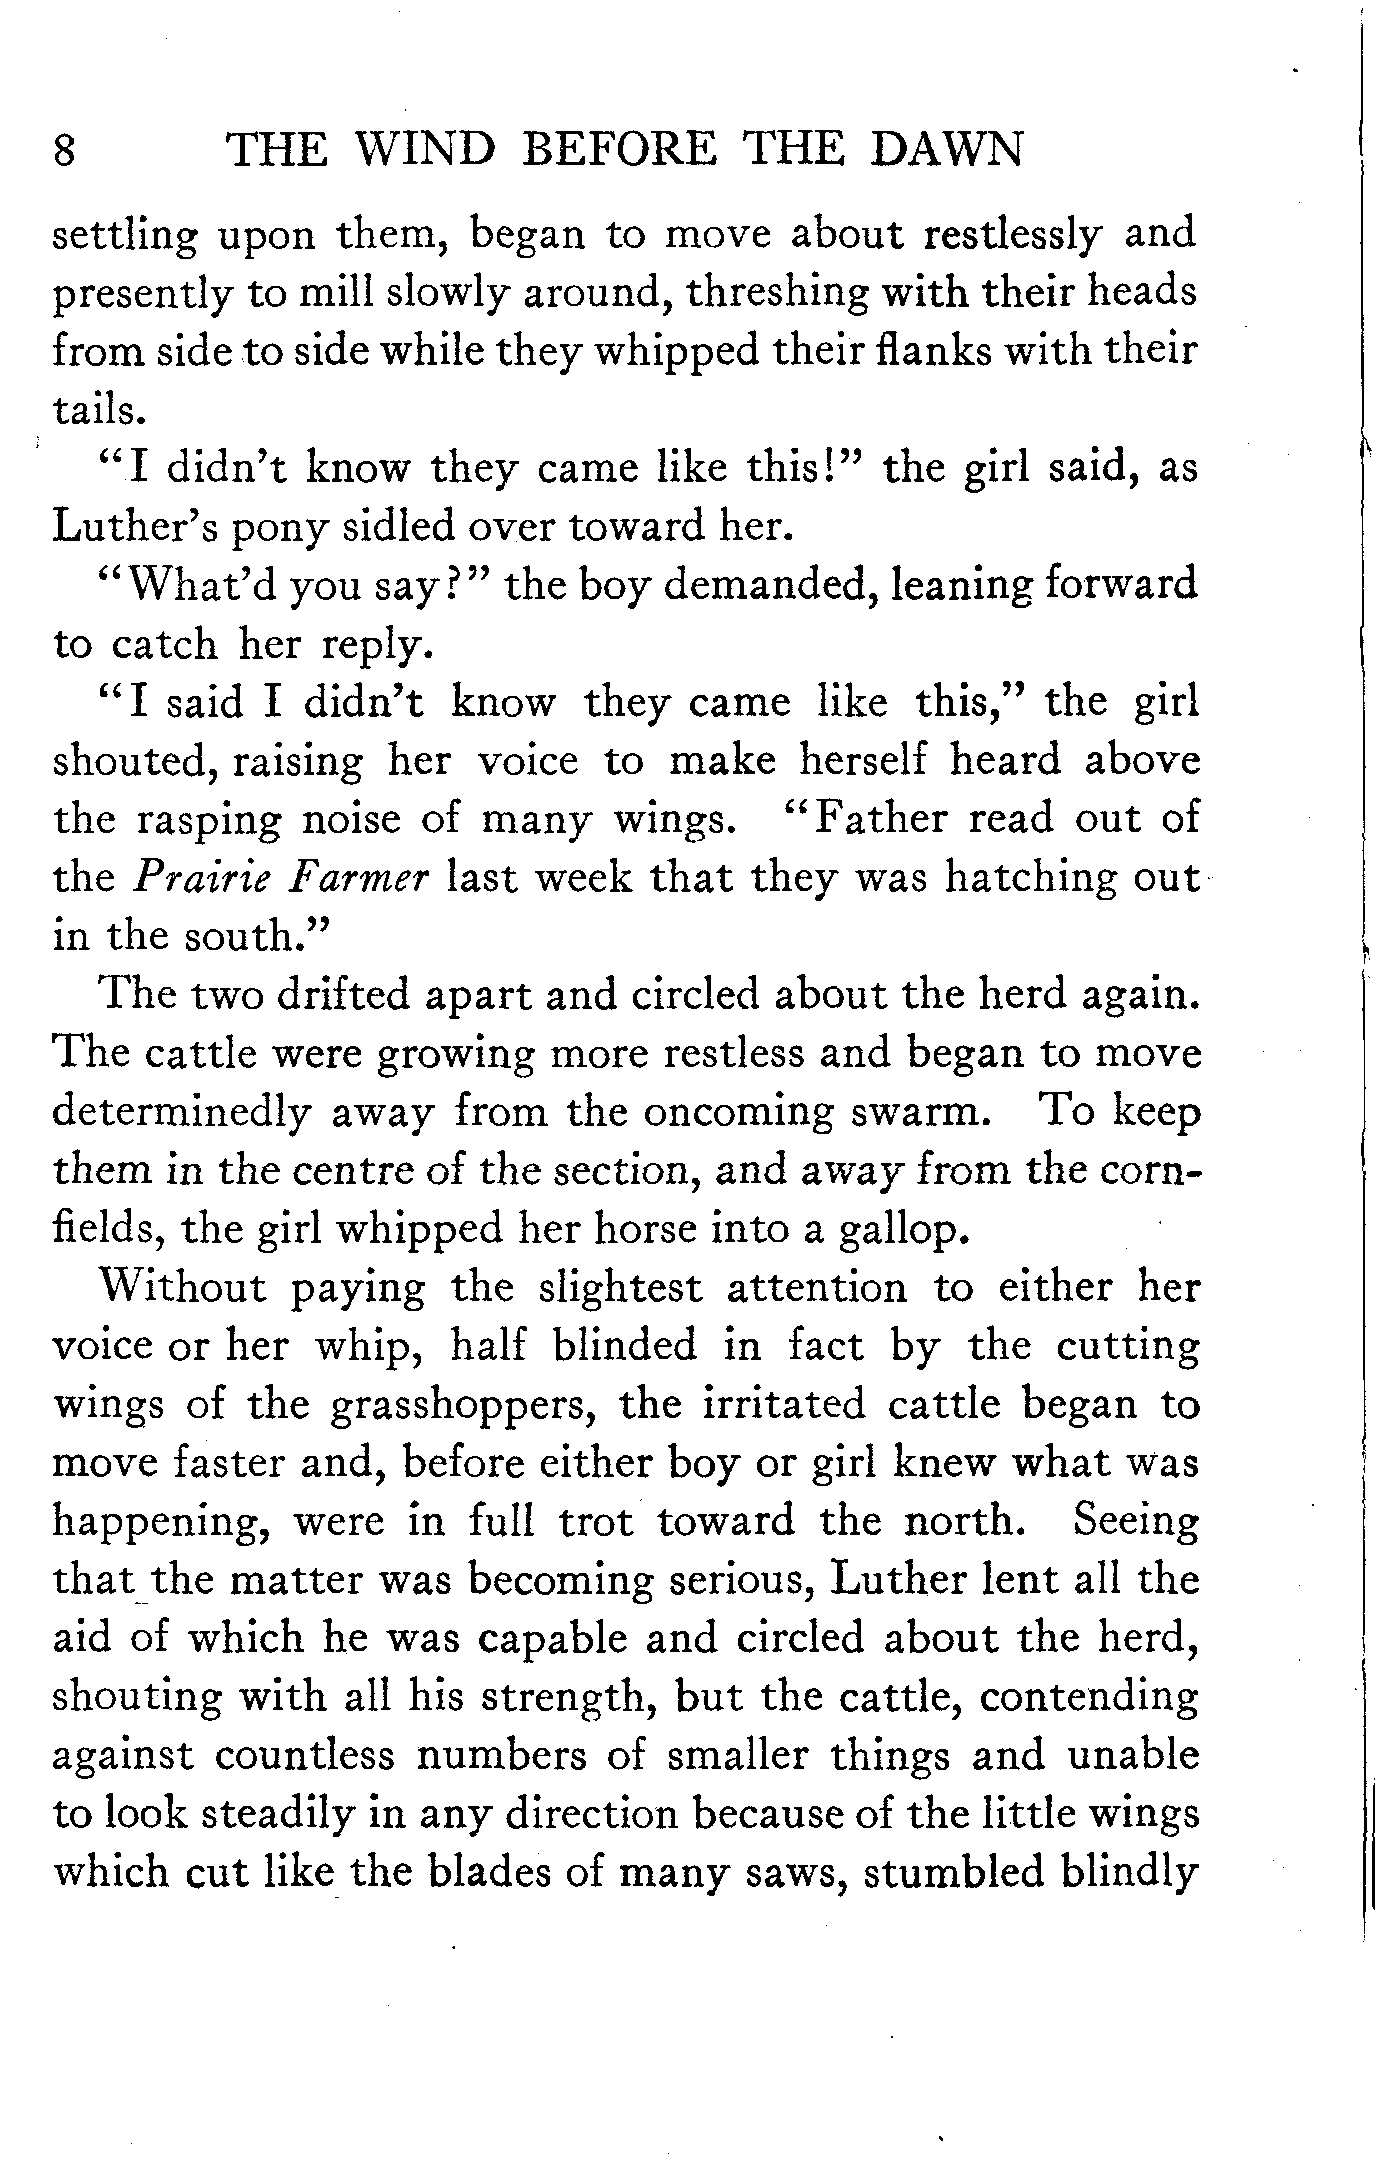 8 THE WIND BEFORE THE DAWN
settling upon them, began to move about restlessly and
presently to mill slowly around, threshing with their heads
from side to side while they whipped their flanks with their
tails.
“I didn’t know they came like this!” the girl said, as
Luther’s pony sidled over toward her.
“What’d you say?” the boy demanded, leaning forward
to catch her reply.
“I said I didn’t know they came like this,” the girl
shouted, raising her voice to make herself heard above
the rasping noise of many wings. “Father read out of
the Prairie Farmer last week that they was hatching out
in the south.”
The two drifted apart and circled about the herd again.
The cattle were growing more restless and began to move
determinedly away from the oncoming swarm. To keep
them in the centre of the section, and away from the corn-
fields, the girl whipped her horse into a gallop.
Without paying the slightest attention to either her
voice or her whip, half blinded in fact by the cutting
wings of the grasshoppers, the irritated cattle began to
move faster and, before either boy or girl knew what was
happening, were in full trot toward the north. Seeing
that the matter was becoming serious, Luther lent all the
aid of which he was capable and circled about the herd,
shouting with all his strength, but the cattle, contending
against countless numbers of smaller things and unable
to look steadily in any direction because of the little wings
which cut like the blades of many saws, stumbled blindly